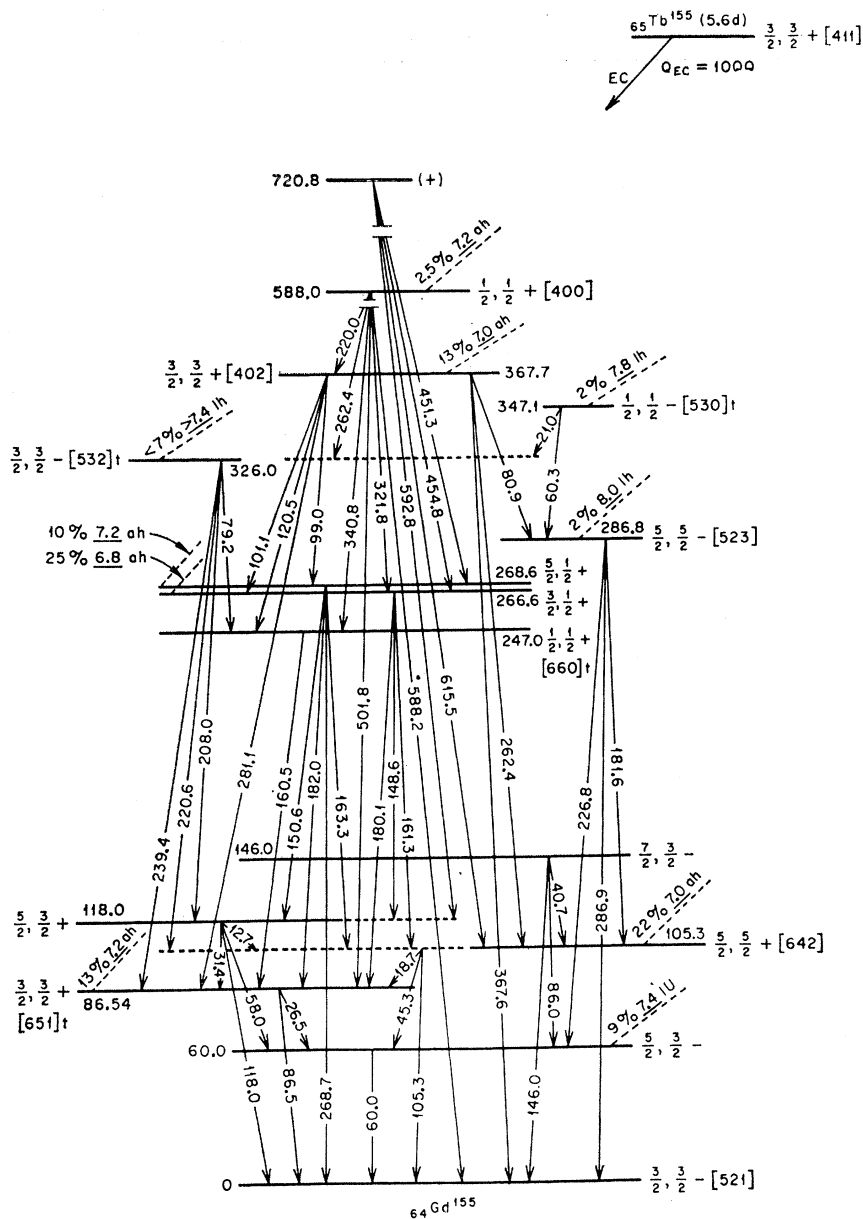 65Tb155 (5.6d) 3/2, 3/2 + [411]
EC QEC = 1000
720.8 (+)
2.5% 7.2 ah
588.0 1/2, 1/2 + [400]
220.0
13% 7.0 ah
3/2, 3/2 + [402] 367.7
2% 7.8 lh
347.1 1/2, 1/2 - [530]t
262.4 451.3 21.0
<7% >7.4 lh
3/2, 3/2 - [532]t 326.0
80.9 60.3
2% 8.0 lh
79.2 101.1 120.5 99.0 340.8 321.8 592.8 454.8
286.8 5/2, 5/2 - [523]
10% 7.2 ah
25% 6.8 ah
268.6 5/2, 1/2 +
266.6 3/2, 1/2 +
247.0 1/2, 1/2 +
[660]t
239.4 220.6 208.0 281.1 160.5 150.6 182.0 163.3 501.8 180.1 148.6 161.3 *588.2 615.5 262.4 226.8 181.6
146.0 7/2, 3/2 -
40.7 286.9
22% 7.0 ah
5/2, 3/2 + 118.0
12.7
105.3 5/2, 5/2 + [642]
13% 7.2 ah
31.4 18.7
3/2, 3/2 + 86.54
[651]t
58.0 26.5 45.3 367.6 86.0
9% 7.4 lU
60.0 5/2, 3/2 -
118.0 86.5 268.7 60.0 105.3 146.0
0 3/2, 3/2 - [521]
64Gd155